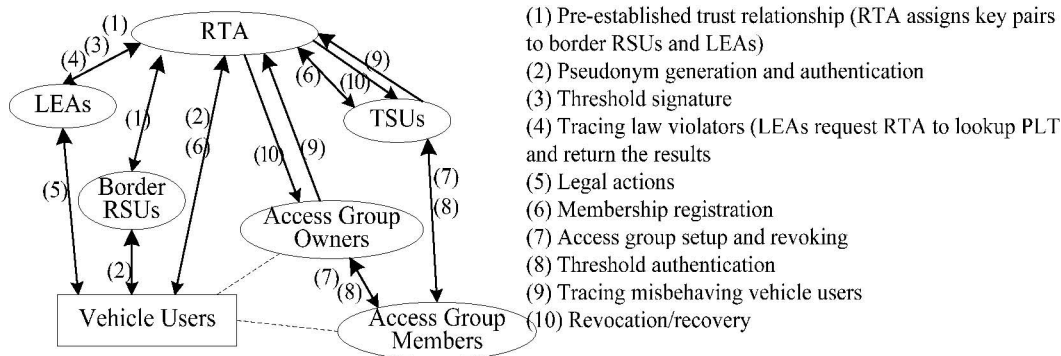 (1)
RTA
(4) (3)
(9)
(6)
(10)
LEAs
TSUs
(1)
(2)
(6)
(9)
(10)
(5)
Border
RSUs
(7)
(8)
Access Group
Owners
(2)
(7)
(8)
Vehicle Users
Access Group
Members
(1) Pre-established trust relationship (RTA assigns key pairs
to border RSUs and LEAs)
(2) Pseudonym generation and authentication
(3) Threshold signature
(4) Tracing law violators (LEAs request RTA to lookup PLT
and return the results
(5) Legal actions
(6) Membership registration
(7) Access group setup and revoking
(8) Threshold authentication
(9) Tracing misbehaving vehicle users
(10) Revocation/recovery